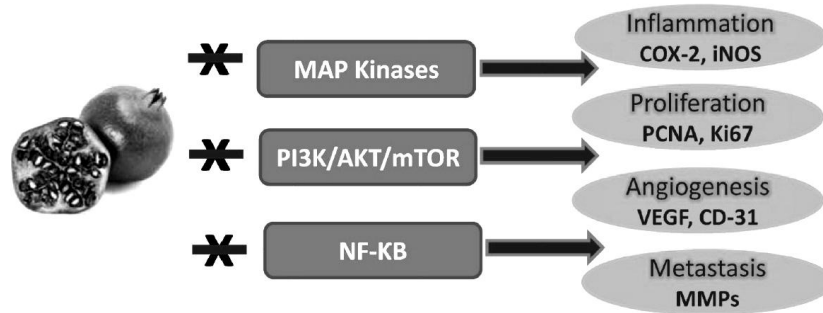 Inflammation
COX-2, iNOS
MAP Kinases
Proliferation
PCNA, Ki67
PI3K/AKT/mTOR
Angiogenesis
VEGF, CD-31
NF-KB
Metastasis
MMPs